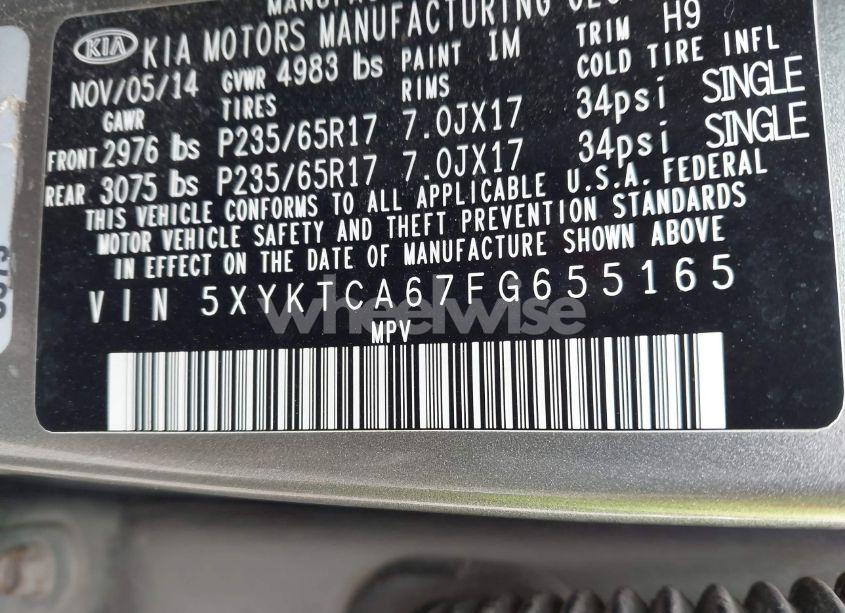 KIA KIA MOTORS MANUFACTURING
NOV/05/14 GVWR 4983 lbs PAINT IM TRIM H9
GAWR TIRES RIMS COLD TIRE INFL
FRONT 2976 lbs P235/65R17 7.0JX17 34psi SINGLE
REAR 3075 lbs P235/65R17 7.0JX17 34psi SINGLE
THIS VEHICLE CONFORMS TO ALL APPLICABLE U.S.A. FEDERAL
MOTOR VEHICLE SAFETY AND THEFT PREVENTION STANDARDS
IN EFFECT ON THE DATE OF MANUFACTURE SHOWN ABOVE
VIN 5XYKTCA67FG655165
wheelwise
MPV